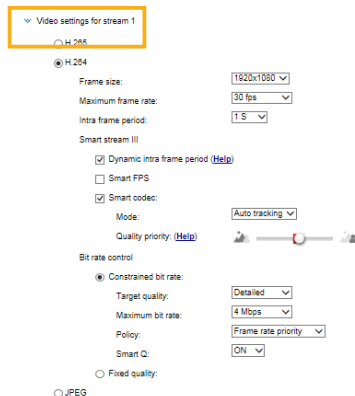 Video settings for stream 1
H.265
H.264
Frame size: 1920x1080
Maximum frame rate: 30 fps
Intra frame period: 1 S
Smart stream III
Dynamic intra frame period (Help)
Smart FPS
Smart codec:
Mode: Auto tracking
Quality priority: (Help)
Bit rate control
Constrained bit rate:
Target quality: Detailed
Maximum bit rate: 4 Mbps
Policy: Frame rate priority
Smart Q: ON
Fixed quality:
JPEG